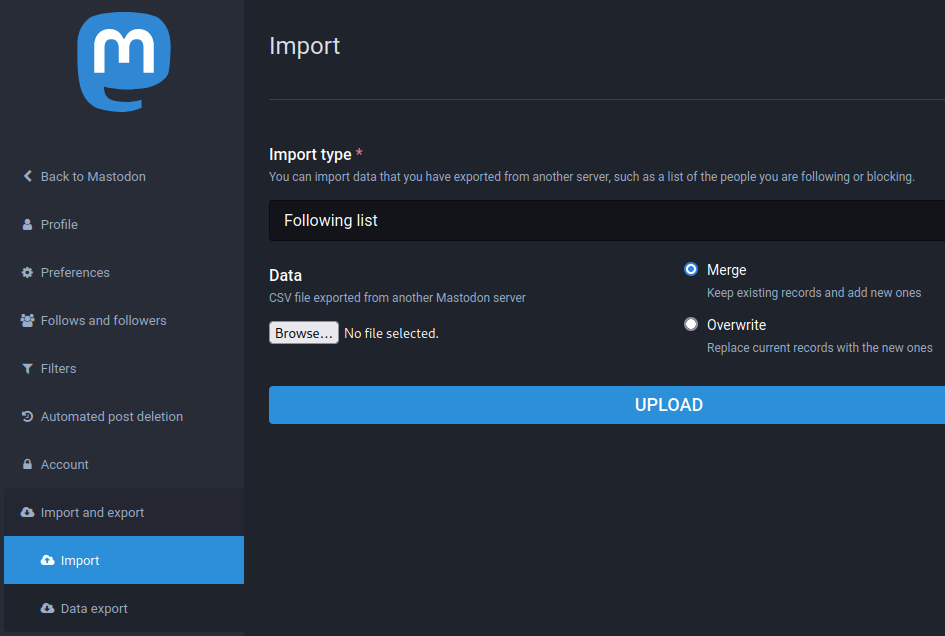 Back to Mastodon
Profile
Preferences
Follows and followers
Filters
Automated post deletion
Account
Import and export
Import
Data export
Import
Import type *
You can import data that you have exported from another server, such as a list of the people you are following or blocking.
Following list
Data
CSV file exported from another Mastodon server
Browse... No file selected.
Merge
Keep existing records and add new ones
Overwrite
Replace current records with the new ones
UPLOAD